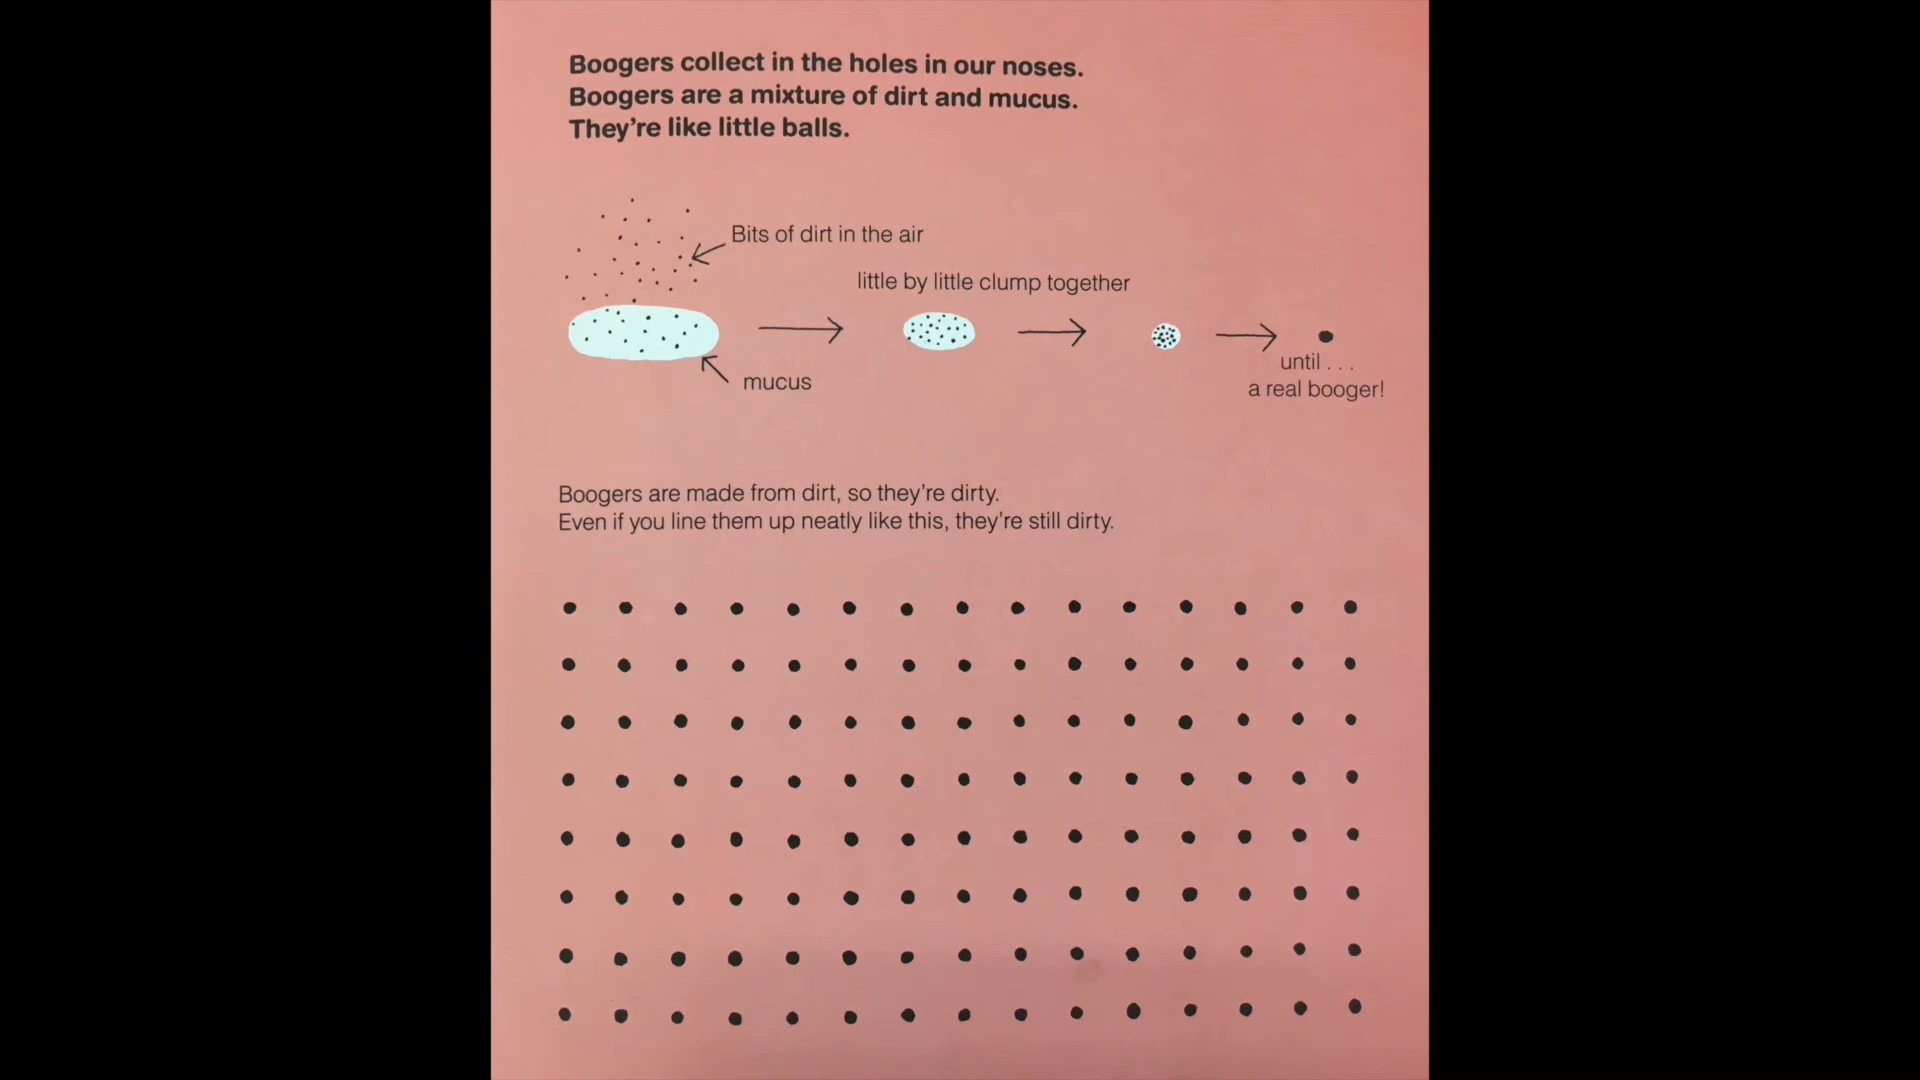 Boogers collect in the holes in our noses.
Boogers are a mixture of dirt and mucus.
They're like little balls.
Bits of dirt in the air
little by little clump together
mucus
until . . .
a real booger!
Boogers are made from dirt, so they're dirty.
Even if you line them up neatly like this, they're still dirty.